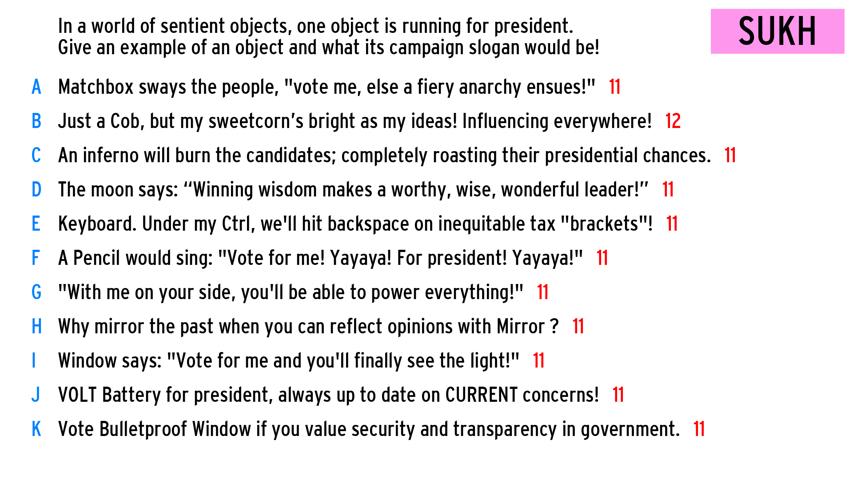 In a world of sentient objects, one object is running for president.
Give an example of an object and what its campaign slogan would be!
SUKH
A Matchbox sways the people, "vote me, else a fiery anarchy ensues!" 11
B Just a Cob, but my sweetcorn’s bright as my ideas! Influencing everywhere! 12
C An inferno will burn the candidates; completely roasting their presidential chances. 11
D The moon says: “Winning wisdom makes a worthy, wise, wonderful leader!” 11
E Keyboard. Under my Ctrl, we'll hit backspace on inequitable tax "brackets"! 11
F A Pencil would sing: "Vote for me! Yayaya! For president! Yayaya!" 11
G "With me on your side, you'll be able to power everything!" 11
H Why mirror the past when you can reflect opinions with Mirror ? 11
I Window says: "Vote for me and you'll finally see the light!" 11
J VOLT Battery for president, always up to date on CURRENT concerns! 11
K Vote Bulletproof Window if you value security and transparency in government. 11